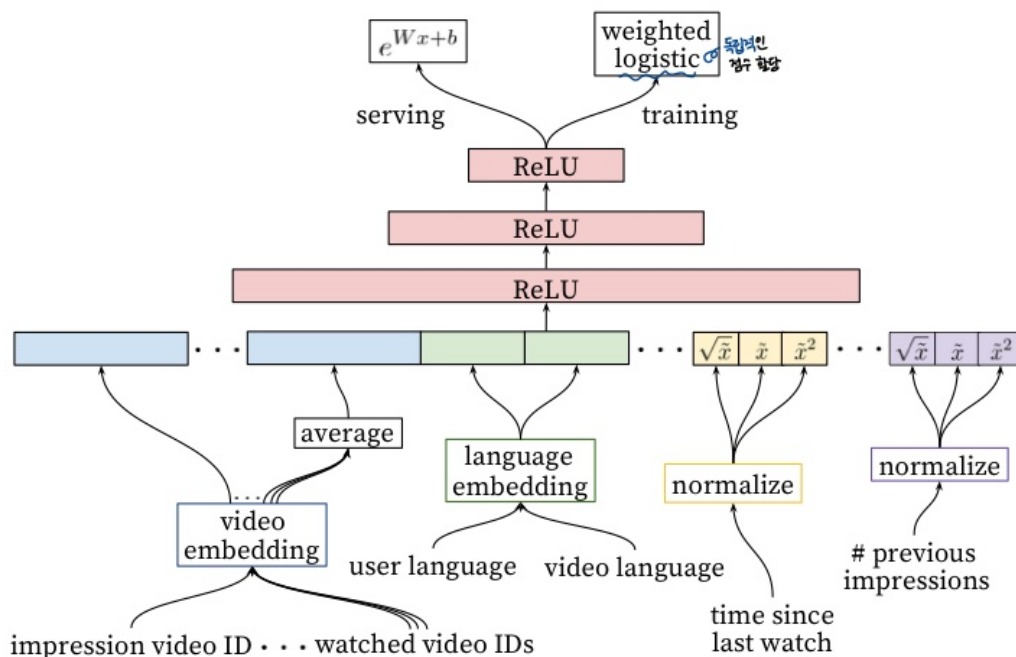 e^{Wx+b}
weighted
logistic
독립적인
점수 할당
serving
training
ReLU
ReLU
ReLU
· · ·
· · ·
√x̃ x̃ x̃²
· · ·
√x̃ x̃ x̃²
average
language
embedding
normalize
normalize
...
video
embedding
user language
video language
# previous
impressions
time since
last watch
impression video ID · · · watched video IDs